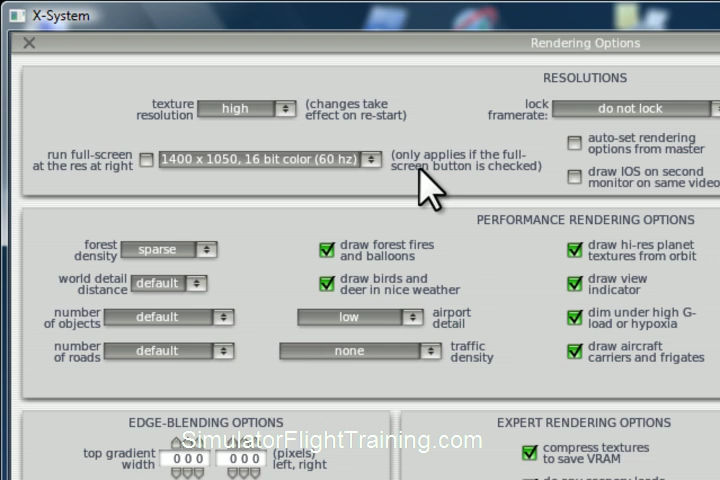 X-System
Rendering Options
RESOLUTIONS
texture
resolution
high
(changes take
effect on re-start)
lock
framerate:
do not lock
run full-screen
at the res at right
1400 x 1050, 16 bit color (60 hz)
(only applies if the full-
screen button is checked)
auto-set rendering
options from master
draw IOS on second
monitor on same video
PERFORMANCE RENDERING OPTIONS
forest
density
sparse
draw forest fires
and balloons
draw hi-res planet
textures from orbit
world detail
distance
default
draw birds and
deer in nice weather
draw view
indicator
number
of objects
default
low
airport
detail
dim under high G-
load or hypoxia
number
of roads
default
none
traffic
density
draw aircraft
carriers and frigates
EDGE-BLENDING OPTIONS
EXPERT RENDERING OPTIONS
SimulatorFlightTraining.com
top gradient
width
0 0 0
0 0 0
(pixels)
left, right
compress textures
to save VRAM